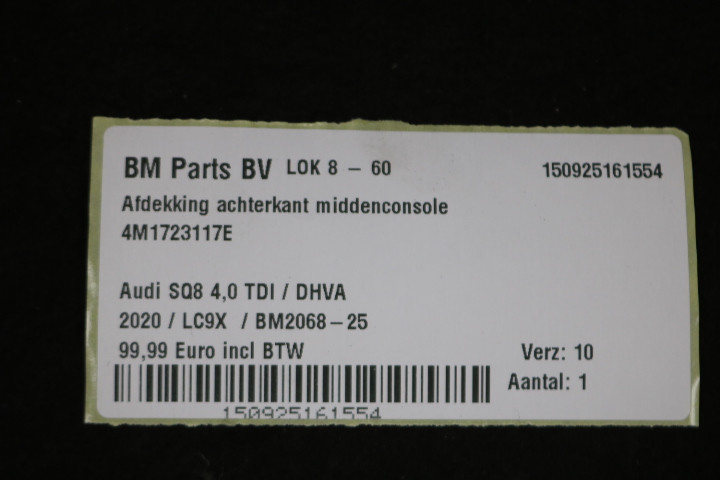 BM Parts BV LOK 8 - 60 150925161554
Afdekking achterkant middenconsole
4M1723117E
Audi SQ8 4,0 TDI / DHVA
2020 / LC9X / BM2068-25
99,99 Euro incl BTW Verz: 10
Aantal: 1
150925161554